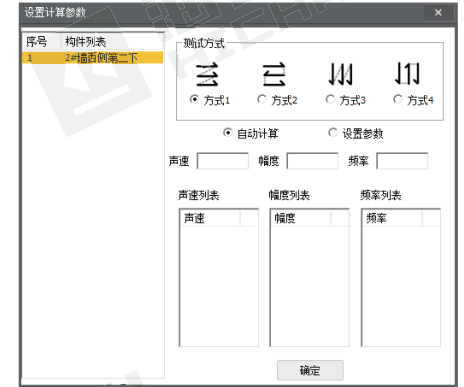 设置计算参数 ×
序号 构件列表
1 2#墙西侧第二下
测试方式
方式1 方式2 方式3 方式4
自动计算 设置参数
声速 幅度 频率
声速列表 幅度列表 频率列表
声速 幅度 频率
确定